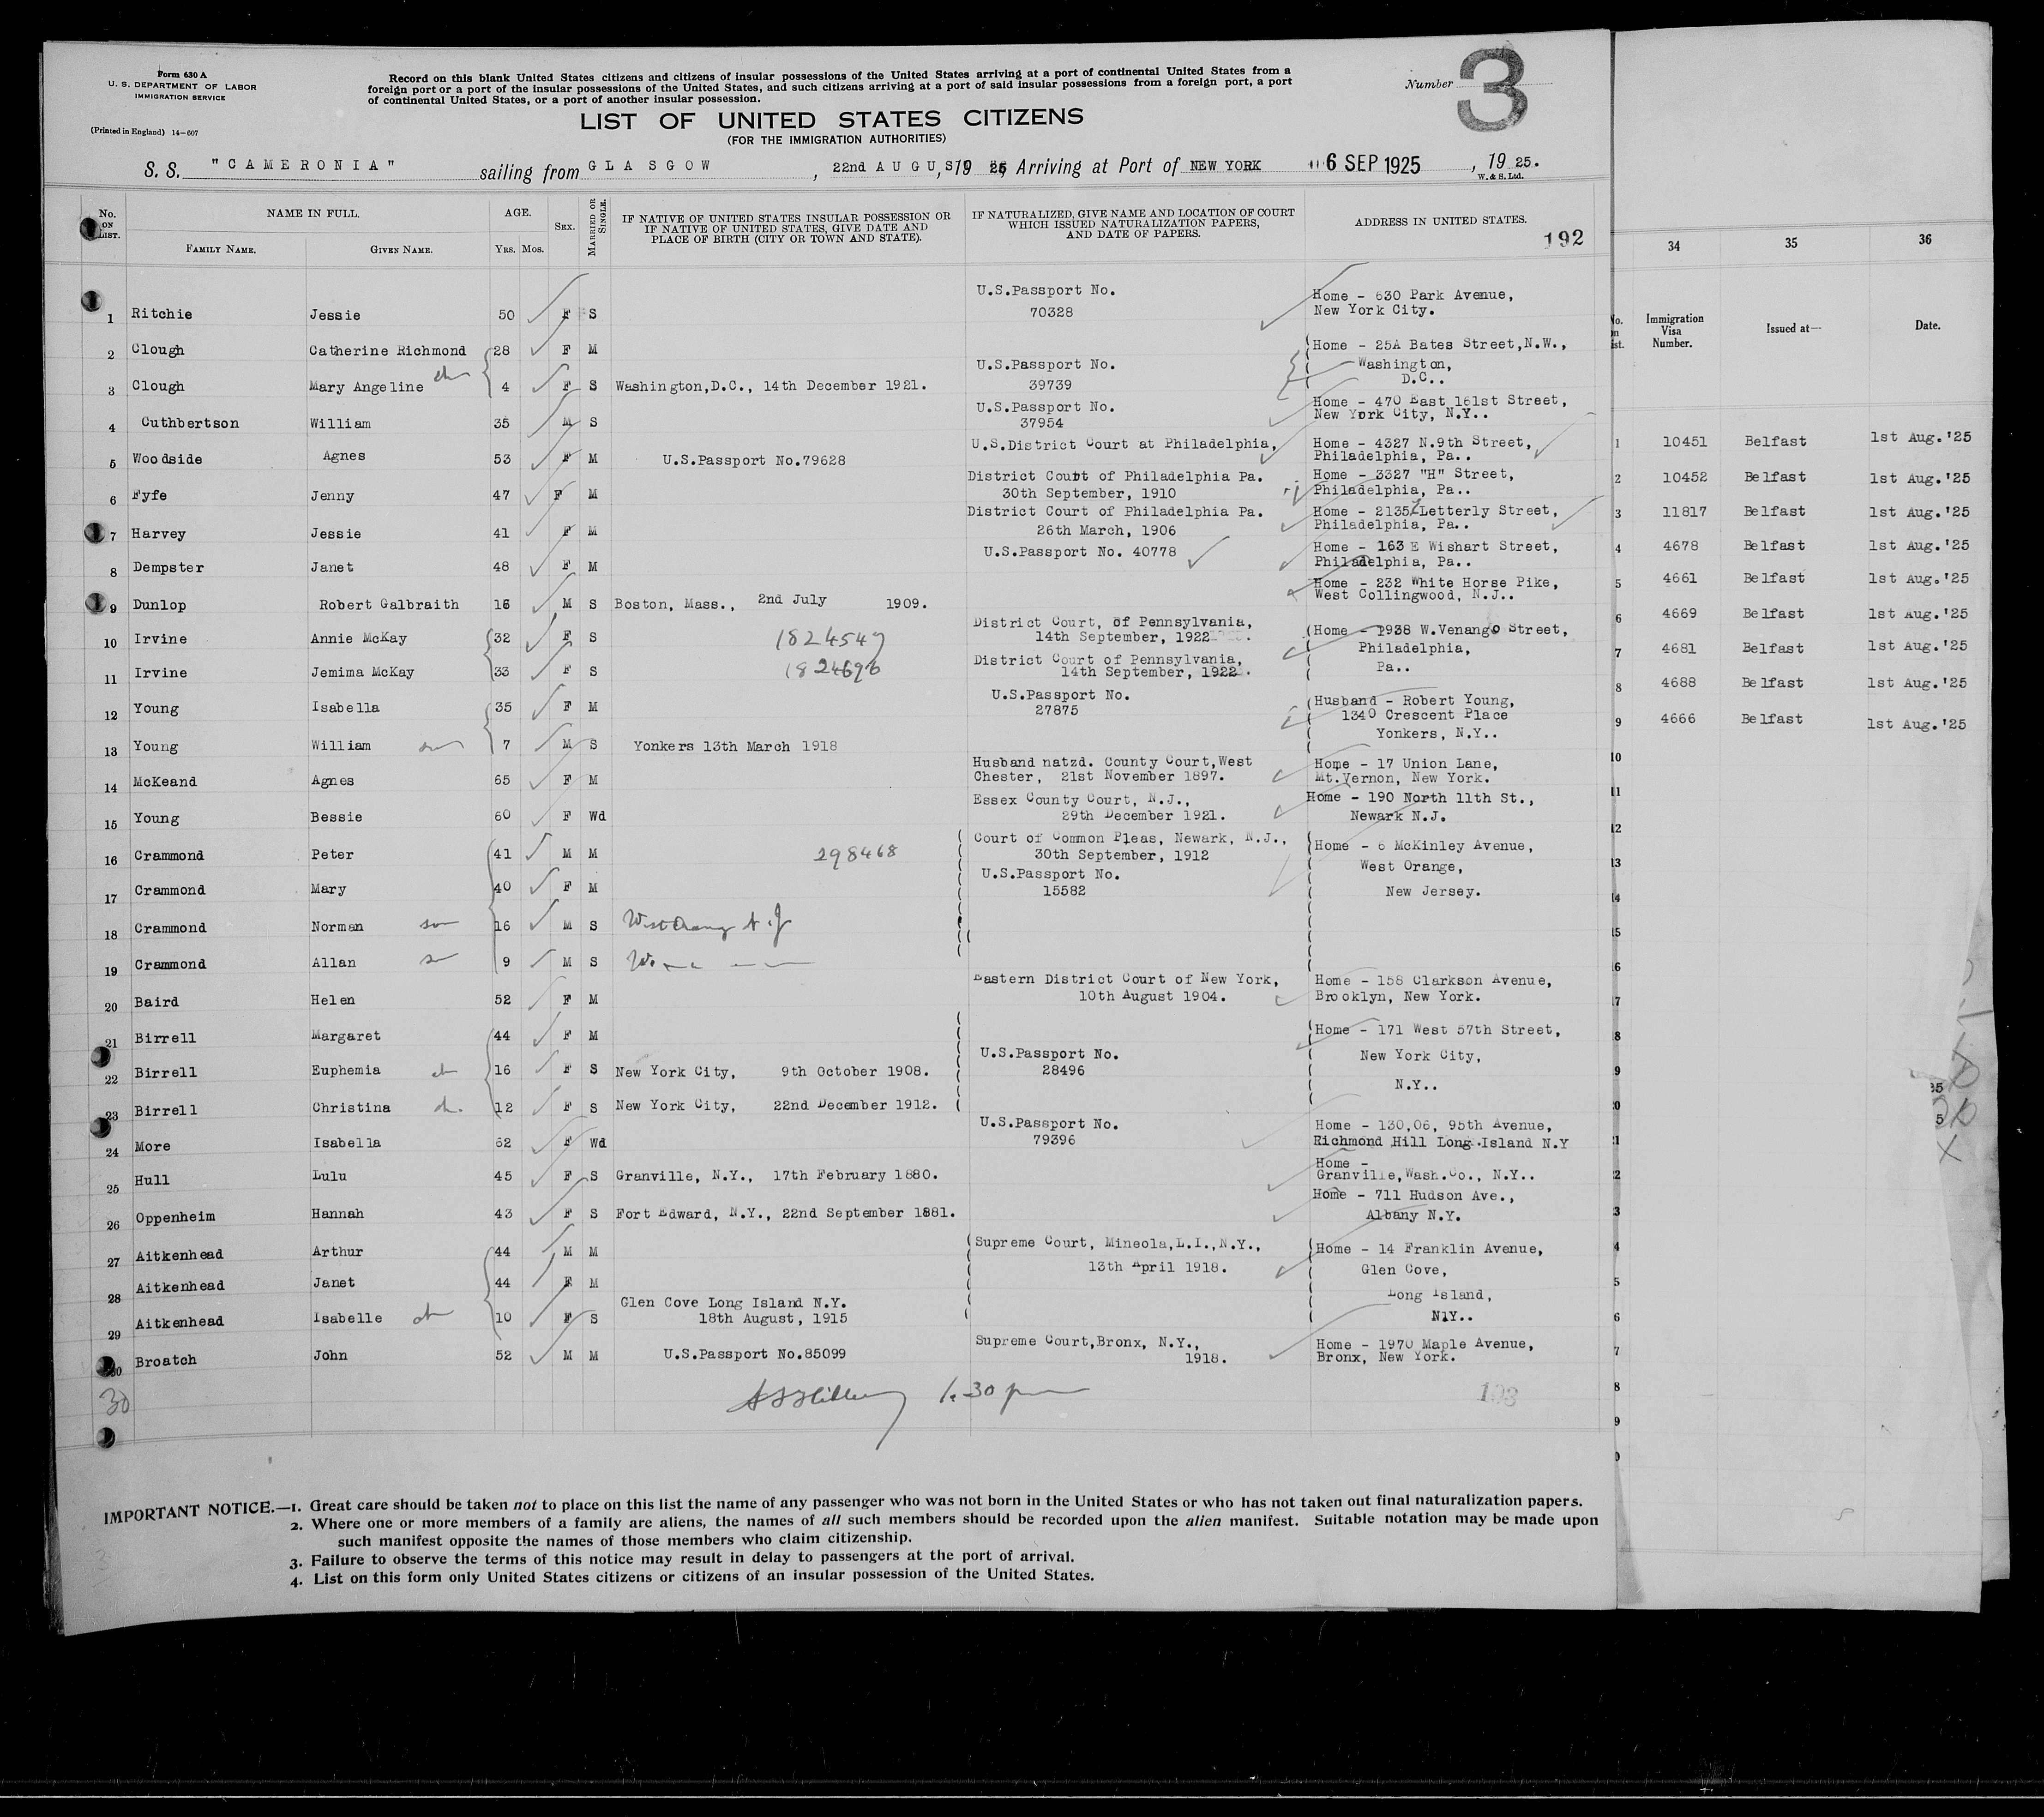 Form 630 A
U. S. DEPARTMENT OF LABOR
IMMIGRATION SERVICE
(Printed in England) 14-607
Record on this blank United States citizens and citizens of insular possessions of the United States arriving at a port of continental United States from a
foreign port or a port of the insular possessions of the United States, and such citizens arriving at a port of said insular possessions from a foreign port, a port
of continental United States, or a port of another insular possession.
Number 3
LIST OF UNITED STATES CITIZENS
(FOR THE IMMIGRATION AUTHORITIES)
S. S. "CAMERONIA" sailing from GLASGOW, 22nd AUGUST, 19 25, Arriving at Port of NEW YORK 6 SEP 1925, 19 25.
W. & S. Ltd.
No. ON LIST. NAME IN FULL. AGE. SEX. MARRIED OR SINGLE. IF NATIVE OF UNITED STATES INSULAR POSSESSION OR IF NATIVE OF UNITED STATES, GIVE DATE AND PLACE OF BIRTH (CITY OR TOWN AND STATE). IF NATURALIZED, GIVE NAME AND LOCATION OF COURT WHICH ISSUED NATURALIZATION PAPERS, AND DATE OF PAPERS. ADDRESS IN UNITED STATES.
192
FAMILY NAME. GIVEN NAME. YRS. MOS.
1 Ritchie Jessie 50 F S U.S.Passport No. 70328 Home - 630 Park Avenue, New York City.
2 Clough Catherine Richmond 28 F M Home - 25A Bates Street,N.W.,
3 Clough Mary Angeline 4 F S Washington,D.C., 14th December 1921. U.S.Passport No. 39739 Washington, D.C..
4 Cuthbertson William 35 M S U.S.Passport No. 37954 Home - 470 East 161st Street, New York City, N.Y..
5 Woodside Agnes 53 F M U.S.Passport No.79628 U.S.District Court at Philadelphia, Home - 4327 N.9th Street, Philadelphia, Pa..
6 Fyfe Jenny 47 F M District Court of Philadelphia Pa. 30th September, 1910 Home - 3327 "H" Street, Philadelphia, Pa..
7 Harvey Jessie 41 F M District Court of Philadelphia Pa. 26th March, 1906 Home - 2135 Letterly Street, Philadelphia, Pa..
8 Dempster Janet 48 F M U.S.Passport No. 40778 Home - 163 E Wishart Street, Philadelphia, Pa..
9 Dunlop Robert Galbraith 16 M S Boston, Mass., 2nd July 1909. Home - 232 White Horse Pike, West Collingwood, N.J..
10 Irvine Annie McKay 32 F S District Court, of Pennsylvania, 14th September, 1922. Home - 1938 W.Venango Street,
11 Irvine Jemima McKay 33 F S District Court of Pennsylvania, 14th September, 1922. Philadelphia, Pa..
12 Young Isabella 35 F M U.S.Passport No. 27875 Husband - Robert Young, 1340 Crescent Place
13 Young William son 7 M S Yonkers 13th March 1918 Yonkers, N.Y..
14 McKeand Agnes 65 F M Husband natzd. County Court,West Chester, 21st November 1897. Home - 17 Union Lane, Mt.Vernon, New York.
15 Young Bessie 60 F Wd Essex County Court, N.J., 29th December 1921. Home - 190 North 11th St., Newark N.J.
16 Crammond Peter 41 M M 298468 Court of Common Pleas, Newark, N.J., 30th September, 1912 Home - 6 McKinley Avenue,
17 Crammond Mary 40 F M U.S.Passport No. 15582 West Orange, New Jersey.
18 Crammond Norman son 16 M S West Orange N.J
19 Crammond Allan 9 M S
20 Baird Helen 52 F M Eastern District Court of New York, 10th August 1904. Home - 158 Clarkson Avenue, Brooklyn, New York.
21 Birrell Margaret 44 F M Home - 171 West 57th Street,
22 Birrell Euphemia 16 F S New York City, 9th October 1908. U.S.Passport No. 28496 New York City,
23 Birrell Christina 12 F S New York City, 22nd December 1912. N.Y..
24 More Isabella 62 F Wd U.S.Passport No. 79396 Home - 130,06, 95th Avenue, Richmond Hill Long Island N.Y
25 Hull Lulu 45 F S Granville, N.Y., 17th February 1880. Home - Granville,Wash.Co., N.Y..
26 Oppenheim Hannah 43 F S Fort Edward, N.Y., 22nd September 1881. Home - 711 Hudson Ave., Albany N.Y.
27 Aitkenhead Arthur 44 M M Supreme Court, Mineola,L.I.,N.Y., 13th April 1918. Home - 14 Franklin Avenue,
28 Aitkenhead Janet 44 F M Glen Cove,
29 Aitkenhead Isabelle 10 F S Glen Cove Long Island N.Y. 18th August, 1915 Long Island, N.Y..
30 Broatch John 52 M M U.S.Passport No.85099 Supreme Court,Bronx, N.Y., 1918. Home - 1970 Maple Avenue, Bronx, New York.
30 1.30 pm
IMPORTANT NOTICE.—1. Great care should be taken not to place on this list the name of any passenger who was not born in the United States or who has not taken out final naturalization papers.
2. Where one or more members of a family are aliens, the names of all such members should be recorded upon the alien manifest. Suitable notation may be made upon
such manifest opposite the names of those members who claim citizenship.
3. Failure to observe the terms of this notice may result in delay to passengers at the port of arrival.
4. List on this form only United States citizens or citizens of an insular possession of the United States.
34 35 36
Immigration Visa Number. Issued at— Date.
1 10451 Belfast 1st Aug.'25
2 10452 Belfast 1st Aug.'25
3 11817 Belfast 1st Aug.'25
4 4678 Belfast 1st Aug.'25
5 4661 Belfast 1st Aug.'25
6 4669 Belfast 1st Aug.'25
7 4681 Belfast 1st Aug.'25
8 4688 Belfast 1st Aug.'25
9 4666 Belfast 1st Aug.'25
10
11
12
13
14
15